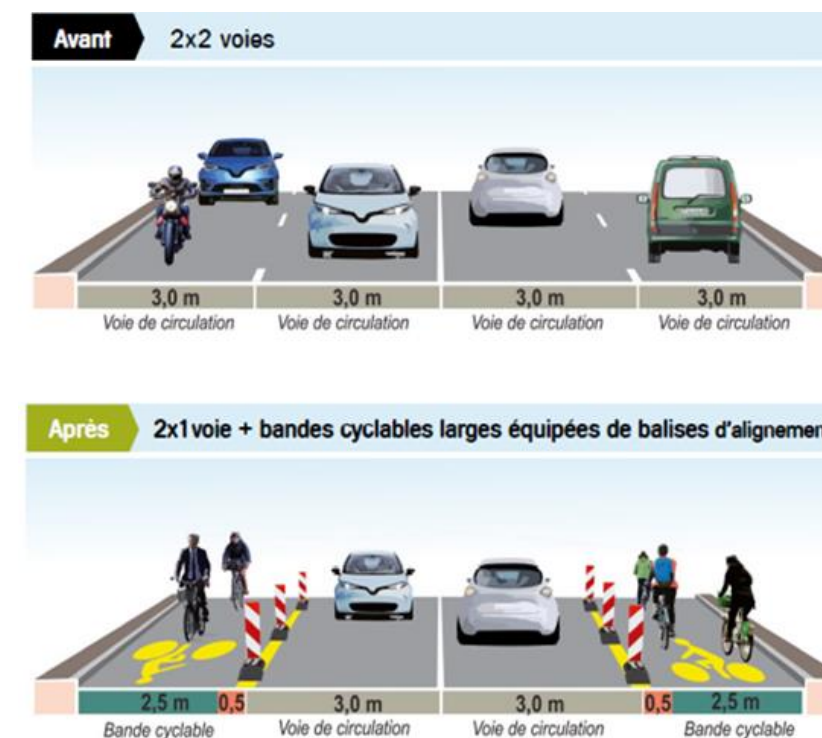 Avant 2x2 voies
3,0 m 3,0 m 3,0 m 3,0 m
Voie de circulation Voie de circulation Voie de circulation Voie de circulation
Après 2x1 voie + bandes cyclables larges équipées de balises d'alignemen
2,5 m 0,5 3,0 m 3,0 m 0,5 2,5 m
Bande cyclable Voie de circulation Voie de circulation Bande cyclable